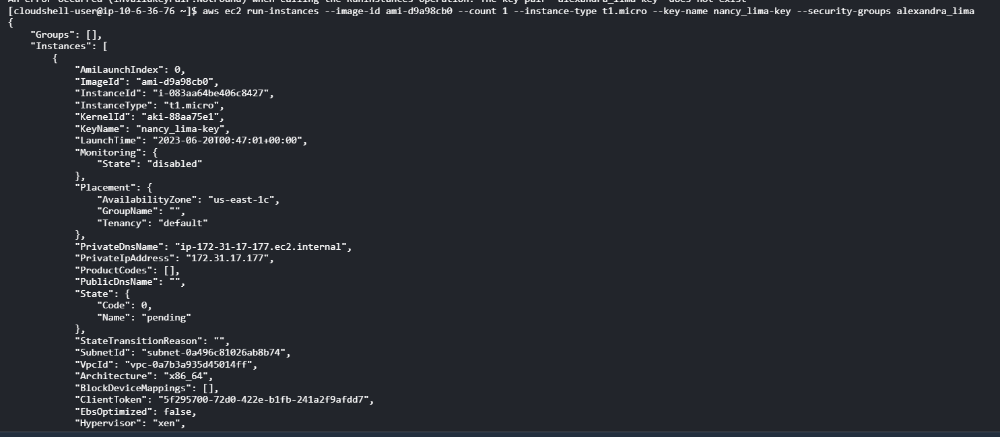 An error occurred (InvalidKeyPair.NotFound) when calling the RunInstances operation: The key pair 'alexandra_lima-key' does not exist
[cloudshell-user@ip-10-6-36-76 ~]$ aws ec2 run-instances --image-id ami-d9a98cb0 --count 1 --instance-type t1.micro --key-name nancy_lima-key --security-groups alexandra_lima
{
    "Groups": [],
    "Instances": [
        {
            "AmiLaunchIndex": 0,
            "ImageId": "ami-d9a98cb0",
            "InstanceId": "i-083aa64be406c8427",
            "InstanceType": "t1.micro",
            "KernelId": "aki-88aa75e1",
            "KeyName": "nancy_lima-key",
            "LaunchTime": "2023-06-20T00:47:01+00:00",
            "Monitoring": {
                "State": "disabled"
            },
            "Placement": {
                "AvailabilityZone": "us-east-1c",
                "GroupName": "",
                "Tenancy": "default"
            },
            "PrivateDnsName": "ip-172-31-17-177.ec2.internal",
            "PrivateIpAddress": "172.31.17.177",
            "ProductCodes": [],
            "PublicDnsName": "",
            "State": {
                "Code": 0,
                "Name": "pending"
            },
            "StateTransitionReason": "",
            "SubnetId": "subnet-0a496c81026ab8b74",
            "VpcId": "vpc-0a7b3a935d45014ff",
            "Architecture": "x86_64",
            "BlockDeviceMappings": [],
            "ClientToken": "5f295700-72d0-422e-b1fb-241a2f9afdd7",
            "EbsOptimized": false,
            "Hypervisor": "xen",